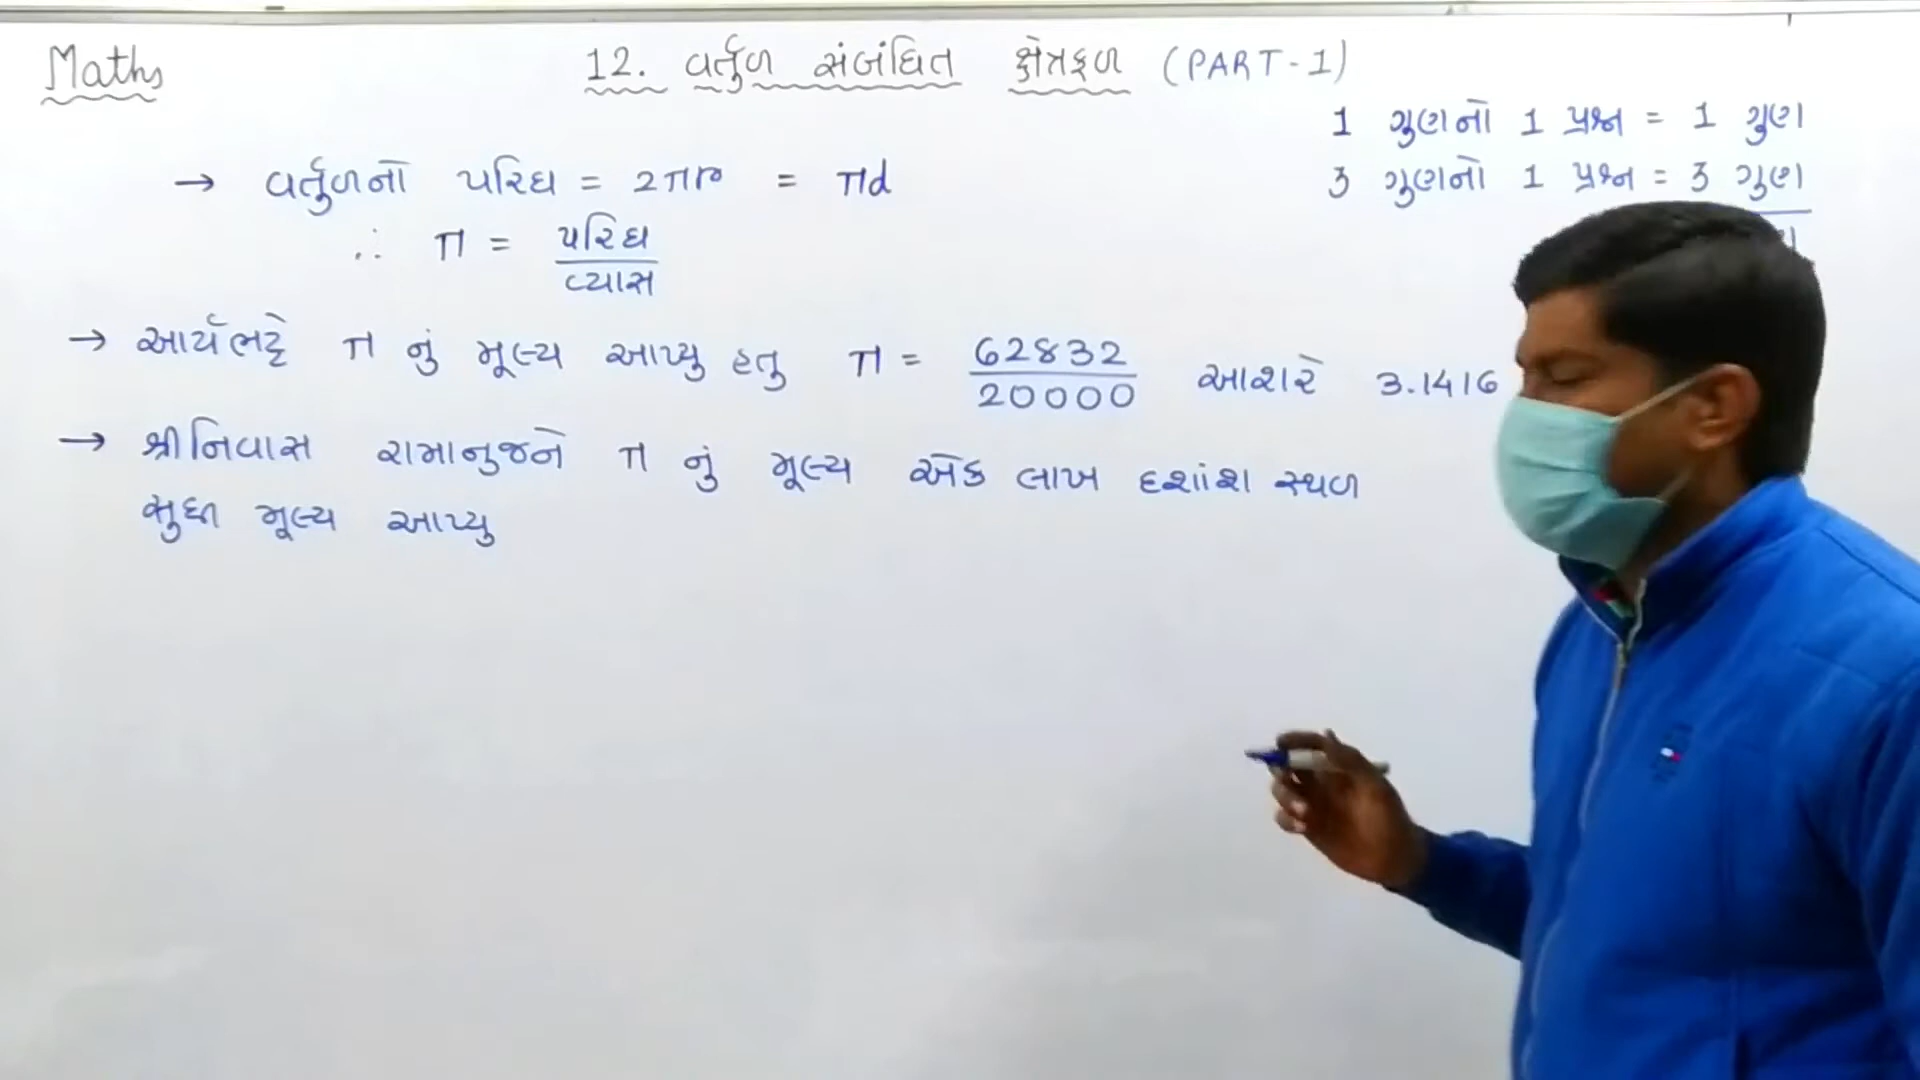 Maths
12. વર્તુળ સંબંધિત ક્ષેત્રફળ (PART-1)
1 ગુણનો 1 પ્રશ્ન = 1 ગુણ
3 ગુણનો 1 પ્રશ્ન = 3 ગુણ
→ વર્તુળનો પરિઘ = 2πr = πd
∴ π = પરિઘ / વ્યાસ
→ આર્યભટ્ટે π નું મૂલ્ય આપ્યુ હતુ π = 62832 / 20000 આશરે 3.1416
→ શ્રીનિવાસ રામાનુજને π નું મૂલ્ય એક લાખ દશાંશ સ્થળ
સુધી મૂલ્ય આપ્યુ